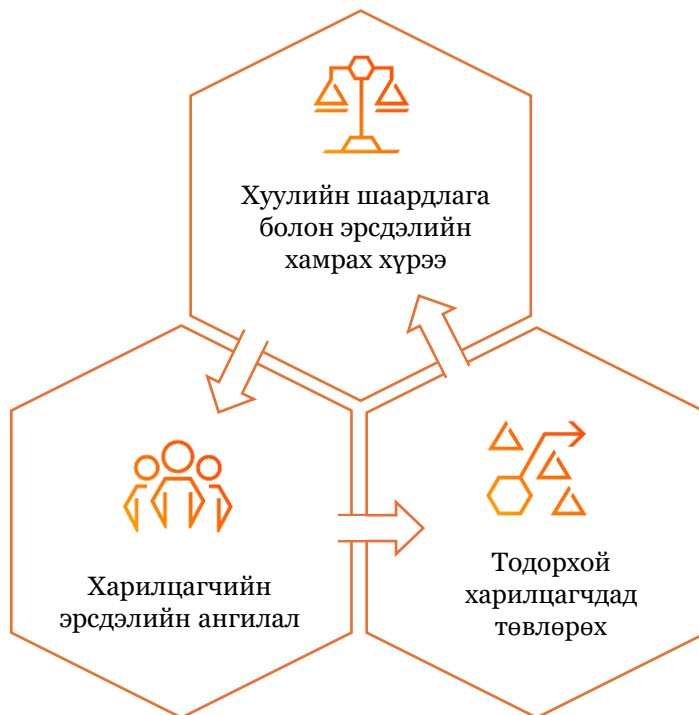 Хуулийн шаардлага
болон эрсдэлийн
хамрах хүрээ
Харилцагчийн
эрсдэлийн ангилал
Тодорхой
харилцагчдад
төвлөрөх